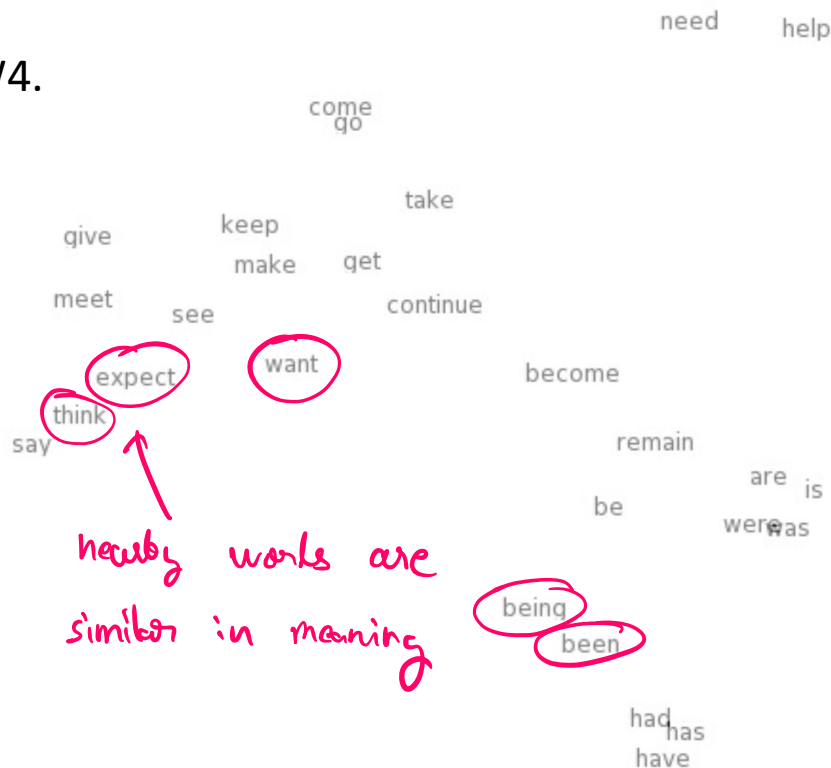 need help
/4.
come
go
take
give keep
make get
meet see continue
expect want become
think
say remain
are is
be
were was
nearby words are
similar in meaning
being
been
had
has
have